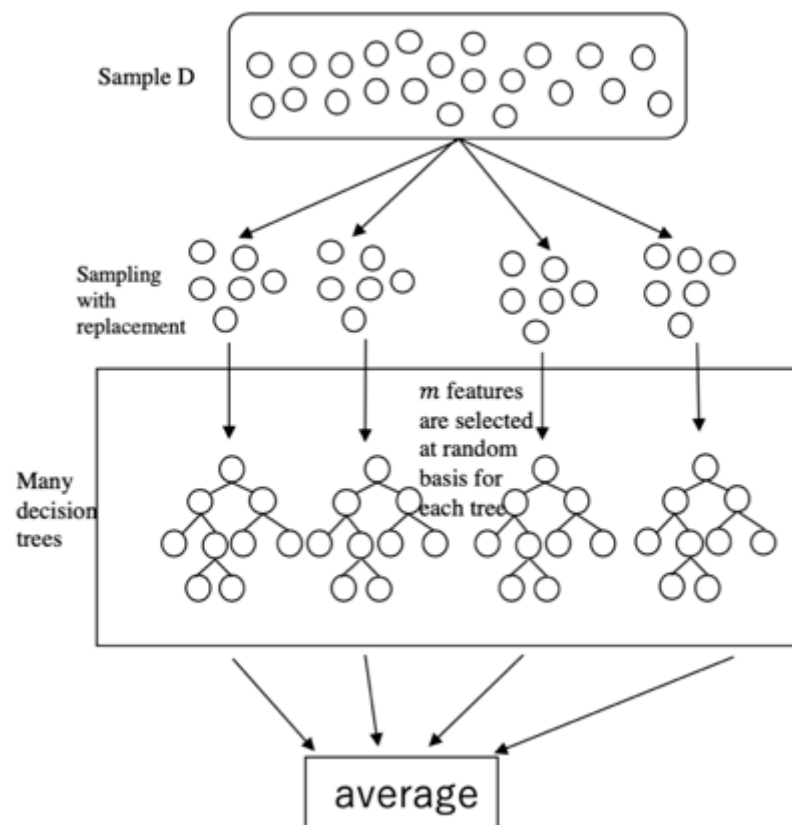 Sample D
Sampling
with
replacement
m features
are selected
at random
basis for
each tree
Many
decision
trees
average